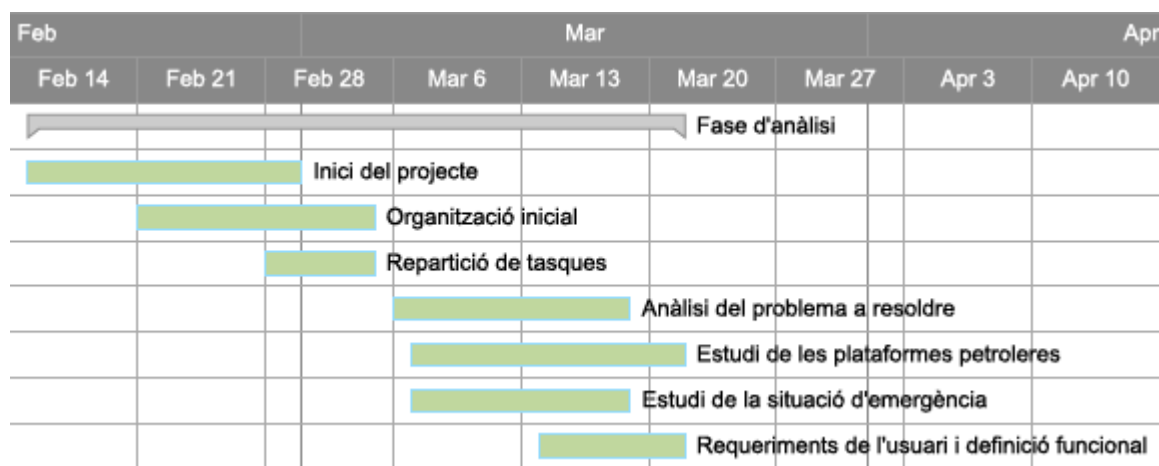 Feb Mar Apr
Feb 14 Feb 21 Feb 28 Mar 6 Mar 13 Mar 20 Mar 27 Apr 3 Apr 10
Fase d'anàlisi
Inici del projecte
Organització inicial
Repartició de tasques
Anàlisi del problema a resoldre
Estudi de les plataformes petroleres
Estudi de la situació d'emergència
Requeriments de l'usuari i definició funcional